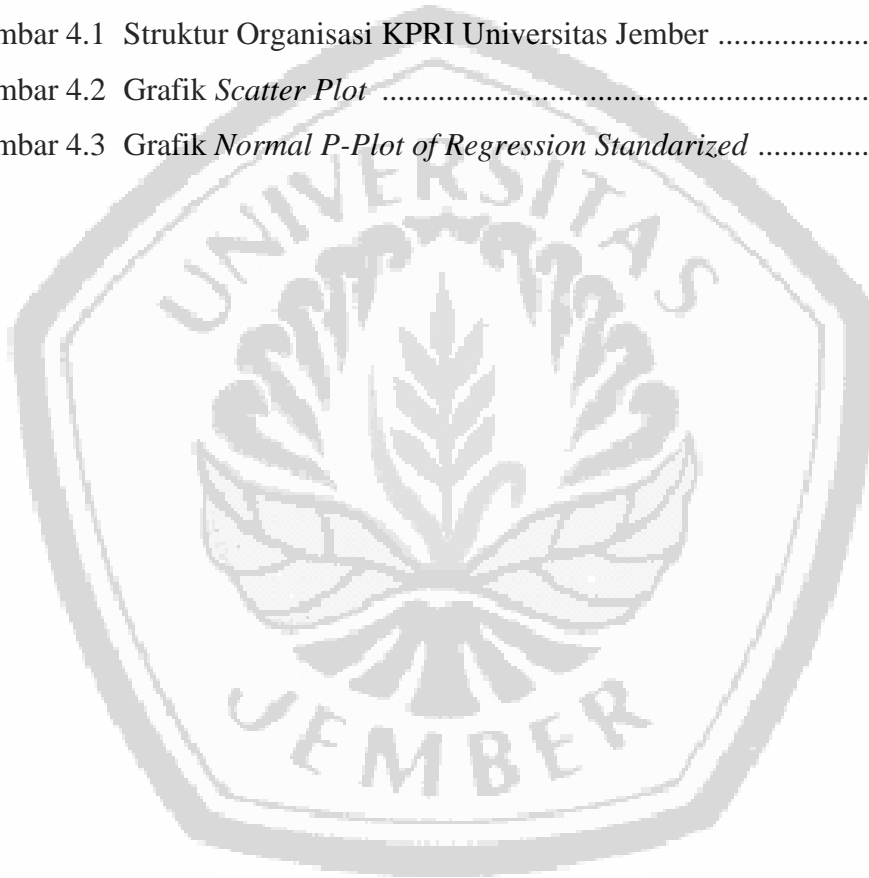 mbar 4.1 Struktur Organisasi KPRI Universitas Jember ...................
mbar 4.2 Grafik Scatter Plot .............................................................
mbar 4.3 Grafik Normal P-Plot of Regression Standarized ..............
UNIVERSITAS
JEMBER